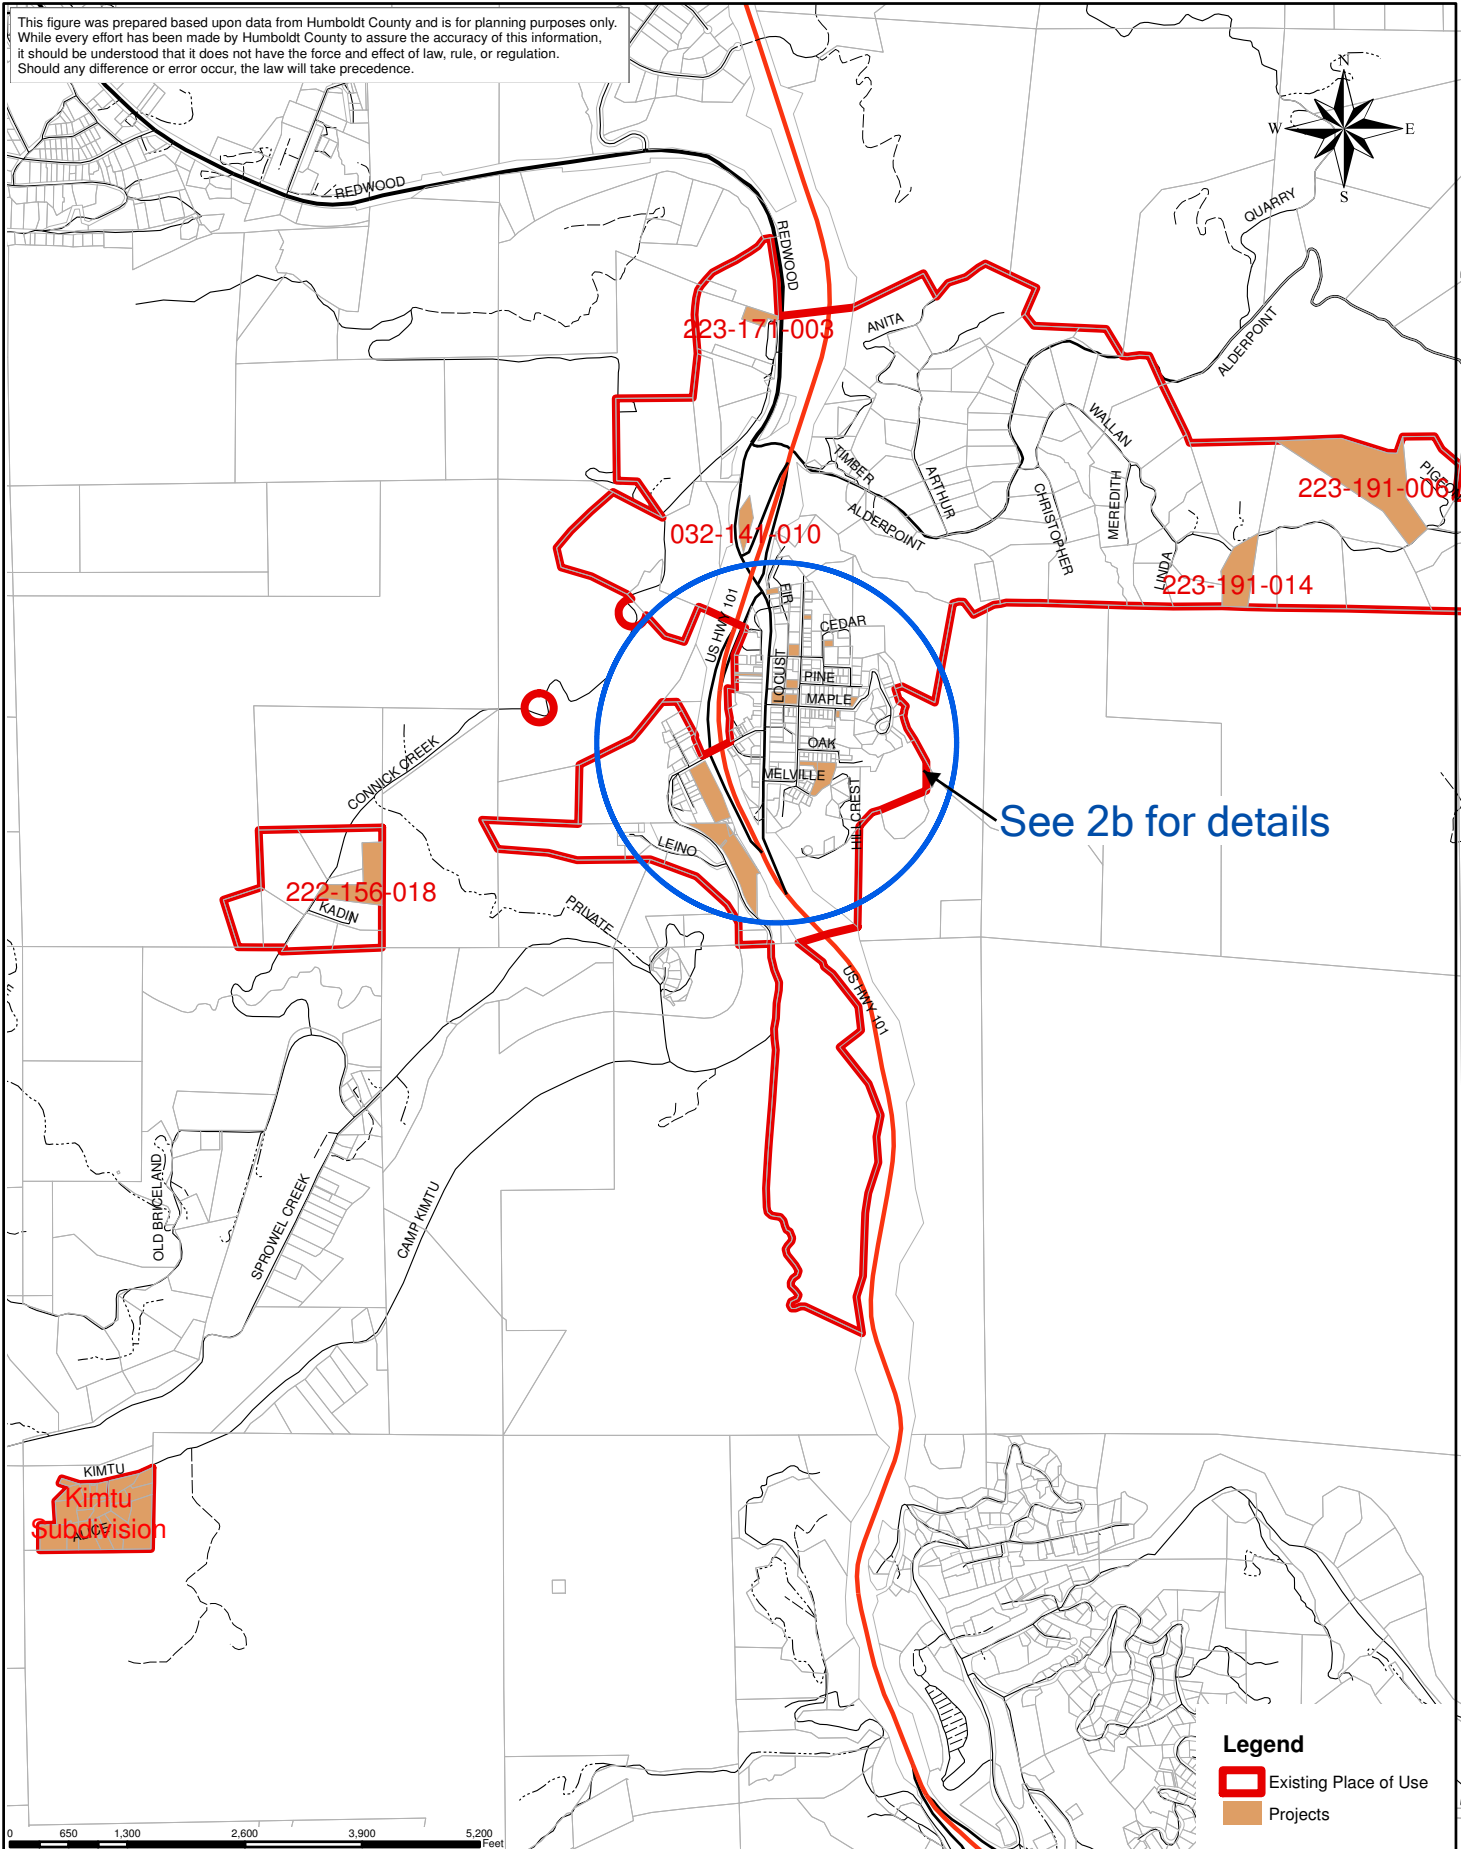 This figure was prepared based upon data from Humboldt County and is for planning purposes only.
While every effort has been made by Humboldt County to assure the accuracy of this information,
it should be understood that it does not have the force and effect of law, rule, or regulation.
Should any difference or error occur, the law will take precedence.
N
W
E
S
REDWOOD
QUARRY
REDWOOD
223-171-003
ANITA
ALDERPOINT
WALLAN
TIMBER
ARTHUR
CHRISTOPHER
MEREDITH
223-191-006
032-141-010
ALDERPOINT
LINDA
223-191-014
FIR
US HWY 101
CEDAR
LOCUST
PINE
MAPLE
OAK
MELVILLE
HILLCREST
CONNICK CREEK
See 2b for details
LEINO
222-156-018
KADIN
PRIVATE
US HWY 101
OLD BRICELAND
SPROWEL CREEK
CAMP KIMTU
KIMTU
Kimtu
Subdivision
ALICE
Legend
Existing Place of Use
Projects
0 650 1,300 2,600 3,900 5,200
Feet